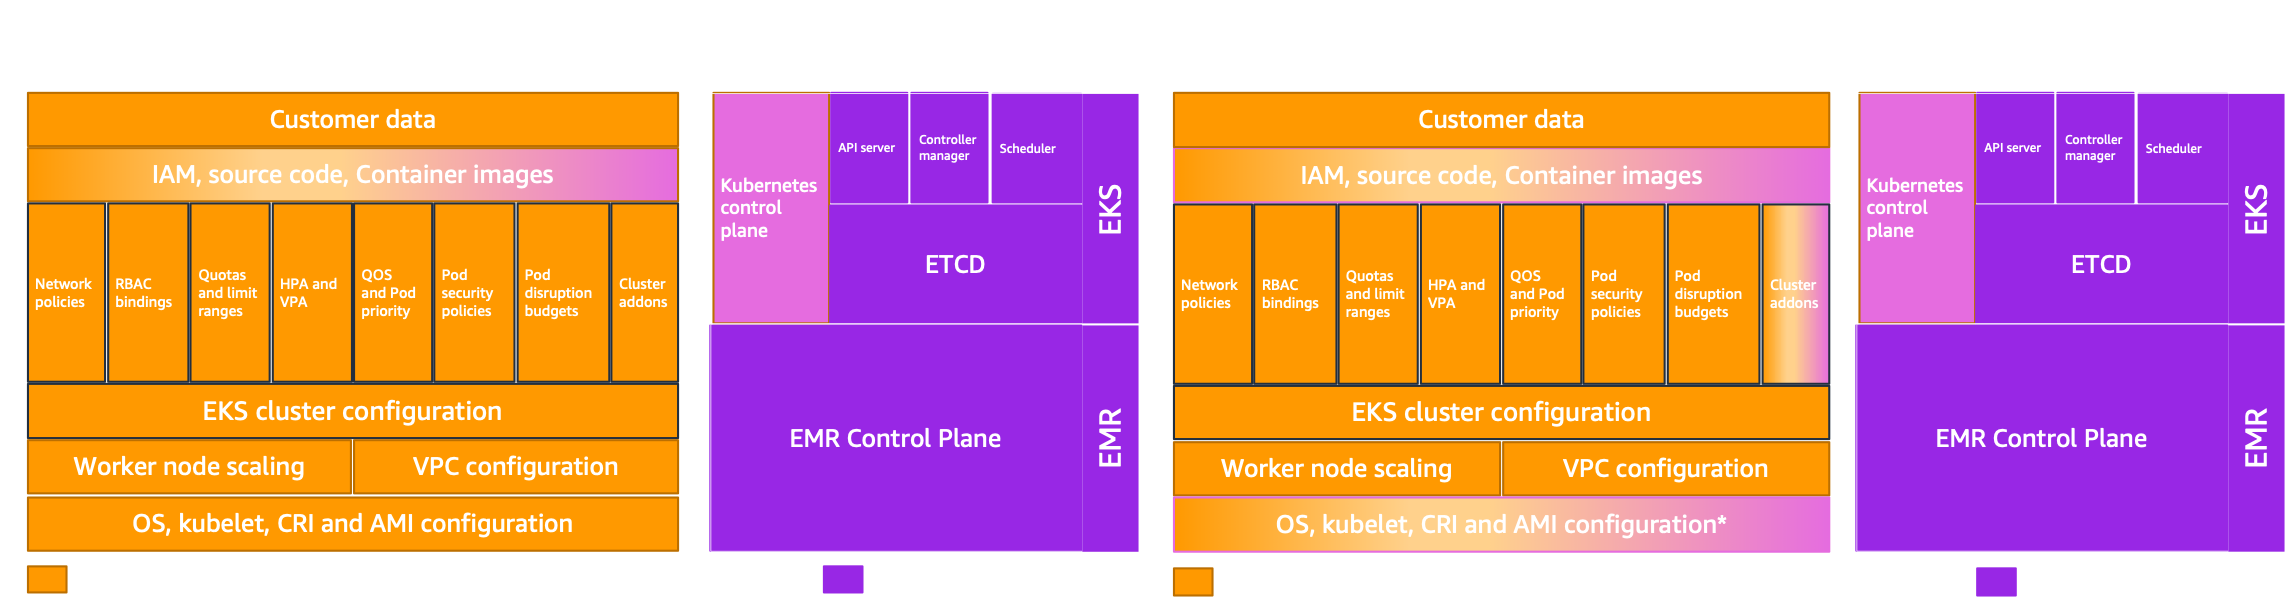 Customer data
IAM, source code, Container images
Network
policies
RBAC
bindings
Quotas
and limit
ranges
HPA and
VPA
QOS
and Pod
priority
Pod
security
policies
Pod
disruption
budgets
Cluster
addons
EKS cluster configuration
Worker node scaling
VPC configuration
OS, kubelet, CRI and AMI configuration
Kubernetes
control
plane
API server
Controller
manager
Scheduler
ETCD
EKS
EMR Control Plane
EMR
Customer data
IAM, source code, Container images
Network
policies
RBAC
bindings
Quotas
and limit
ranges
HPA and
VPA
QOS
and Pod
priority
Pod
security
policies
Pod
disruption
budgets
Cluster
addons
EKS cluster configuration
Worker node scaling
VPC configuration
OS, kubelet, CRI and AMI configuration*
Kubernetes
control
plane
API server
Controller
manager
Scheduler
ETCD
EKS
EMR Control Plane
EMR